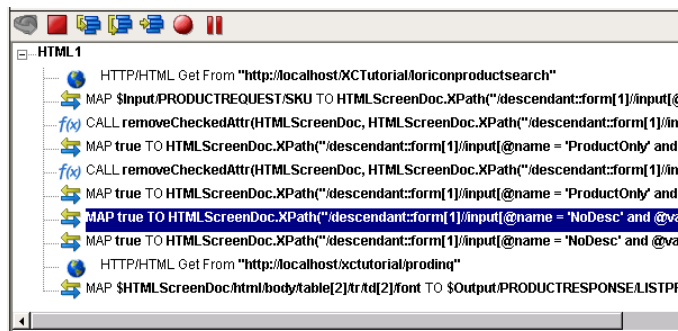 HTML1
HTTP/HTML Get From "http://localhost/XCTutorial/loriconproductsearch"
MAP $Input/PRODUCTREQUEST/SKU TO HTMLScreenDoc.XPath("/descendant::form[1]//input[@
f(x) CALL removeCheckedAttr(HTMLScreenDoc, HTMLScreenDoc.XPath("/descendant::form[1]//in
MAP true TO HTMLScreenDoc.XPath("/descendant::form[1]//input[@name = 'ProductOnly' and
f(x) CALL removeCheckedAttr(HTMLScreenDoc, HTMLScreenDoc.XPath("/descendant::form[1]//in
MAP true TO HTMLScreenDoc.XPath("/descendant::form[1]//input[@name = 'ProductOnly' and
MAP true TO HTMLScreenDoc.XPath("/descendant::form[1]//input[@name = 'NoDesc' and @va
MAP true TO HTMLScreenDoc.XPath("/descendant::form[1]//input[@name = 'NoDesc' and @va
HTTP/HTML Get From "http://localhost/xctutorial/prodinq"
MAP $HTMLScreenDoc/html/body/table[2]/tr/td[2]/font TO $Output/PRODUCTRESPONSE/LISTPR